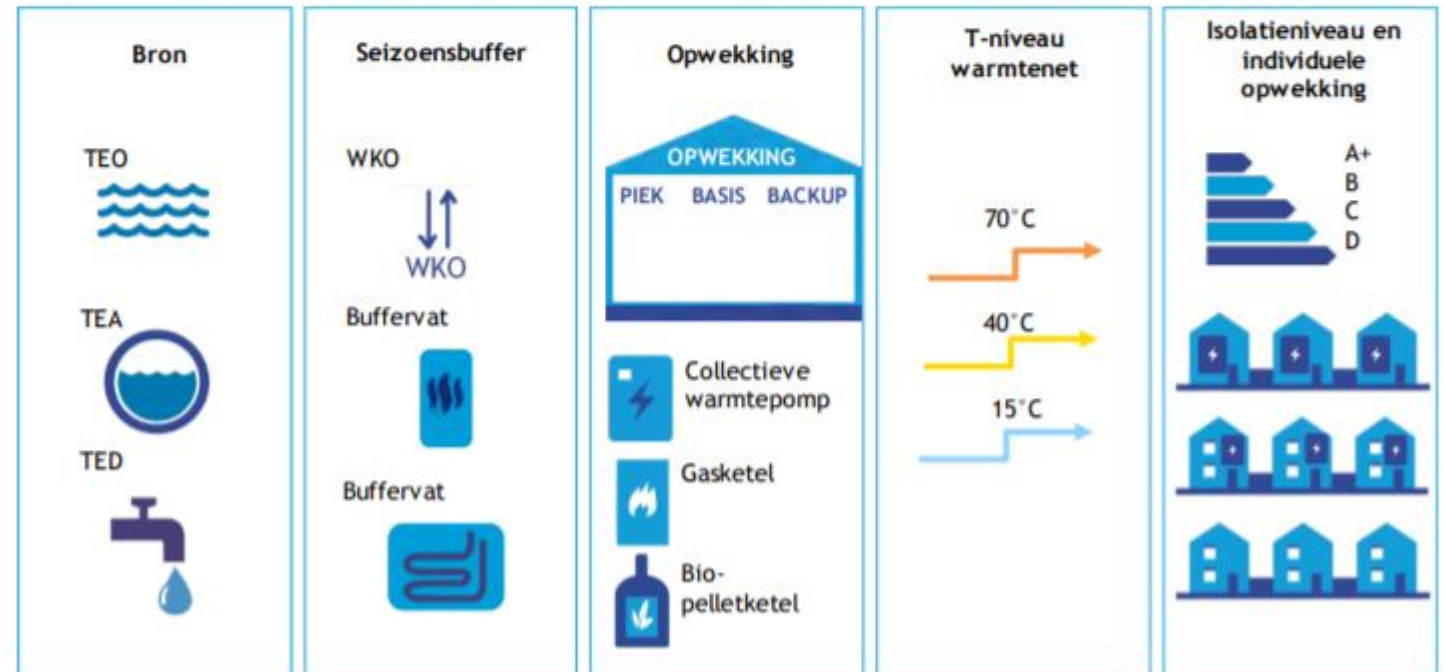 Bron
TEO
TEA
TED
Seizoensbuffer
WKO
WKO
Buffervat
Buffervat
Opwekking
OPWEKKING
PIEK BASIS BACKUP
Collectieve
warmtepomp
Gasketel
Bio-
pelletketel
T-niveau
warmtenet
70°C
40°C
15°C
Isolatieniveau en
individuele
opwekking
A+
B
C
D